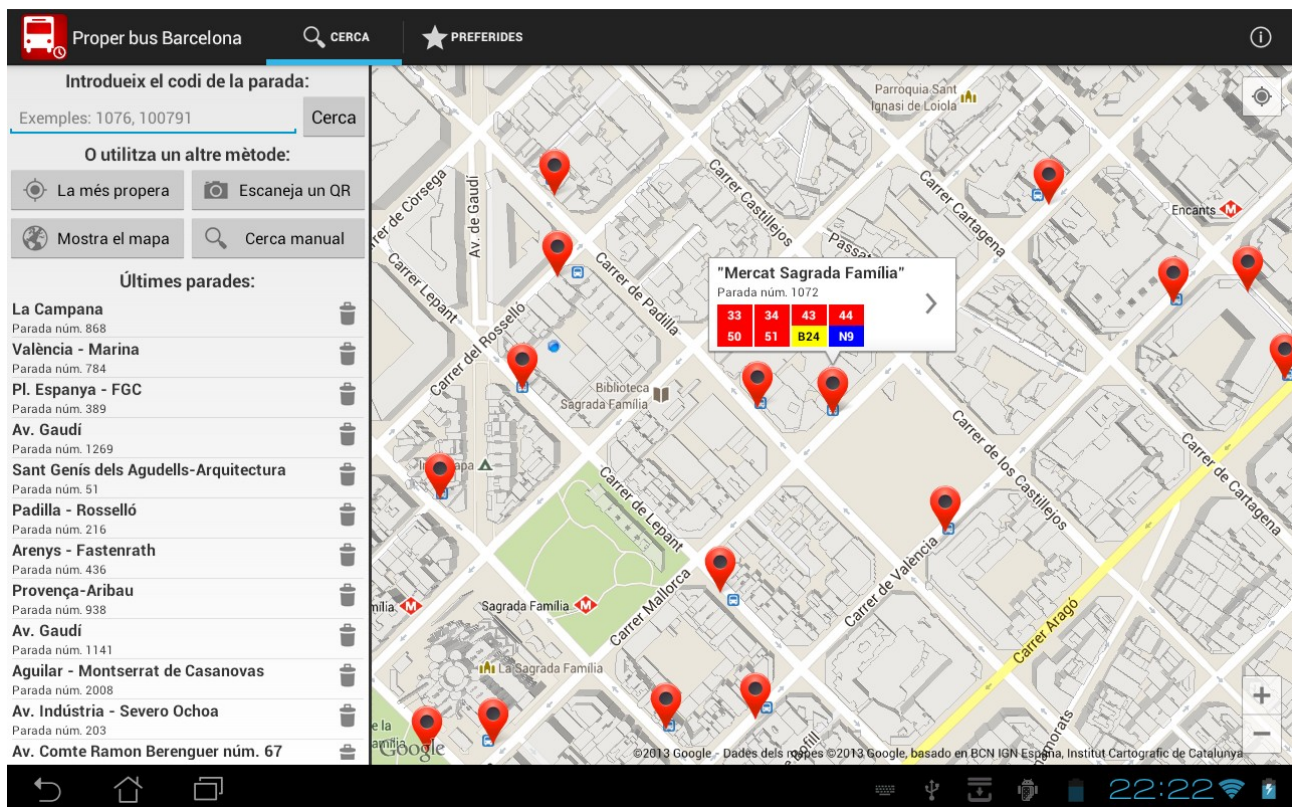 Proper bus Barcelona
CERCA
PREFERIDES
Introdueix el codi de la parada:
Exemples: 1076, 100791
Cerca
O utilitza un altre mètode:
La més propera
Escaneja un QR
Mostra el mapa
Cerca manual
Últimes parades:
La Campana
Parada núm. 868
València - Marina
Parada núm. 784
Pl. Espanya - FGC
Parada núm. 389
Av. Gaudí
Parada núm. 1269
Sant Genís dels Agudells-Arquitectura
Parada núm. 51
Padilla - Rosselló
Parada núm. 216
Arenys - Fastenrath
Parada núm. 436
Provença-Aribau
Parada núm. 938
Av. Gaudí
Parada núm. 1141
Aguilar - Montserrat de Casanovas
Parada núm. 2008
Av. Indústria - Severo Ochoa
Parada núm. 203
Av. Comte Ramon Berenguer núm. 67
Parroquia Sant
Ignasi de Loiola
Av. de Gaudí
Carrer Castillejos
Carrer Cartagena
Encants
M
Carrer Lepant
Carrer de Padilla
Carrer del Rosselló
"Mercat Sagrada Família"
Parada núm. 1072
33 34 43 44
50 51 B24 N9
Biblioteca
Sagrada Família
Carrer de los Castillejos
Carrer de Cartagena
Carrer de Lepant
Carrer de València
Carrer Mallorca
Carrer Aragó
Sagrada Família
M
M
La Sagrada Família
Google
©2013 Google - Dades dels mapes ©2013 Google, basado en BCN IGN España, Institut Cartografic de Catalunya
+
−
22:22